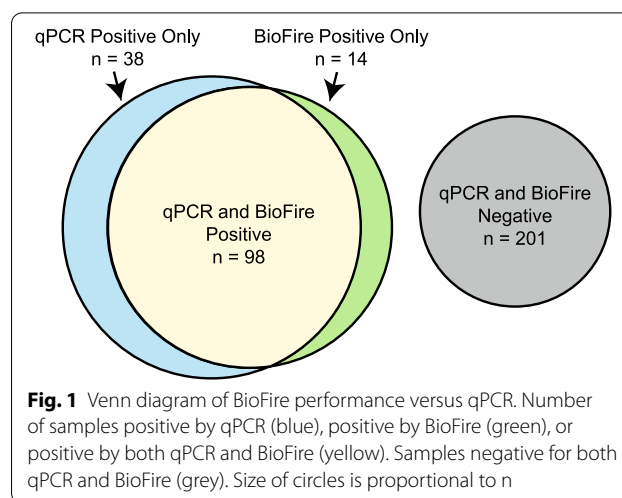 qPCR Positive Only
n = 38
BioFire Positive Only
n = 14
qPCR and BioFire
Positive
n = 98
qPCR and BioFire
Negative
n = 201
Fig. 1 Venn diagram of BioFire performance versus qPCR. Number
of samples positive by qPCR (blue), positive by BioFire (green), or
positive by both qPCR and BioFire (yellow). Samples negative for both
qPCR and BioFire (grey). Size of circles is proportional to n